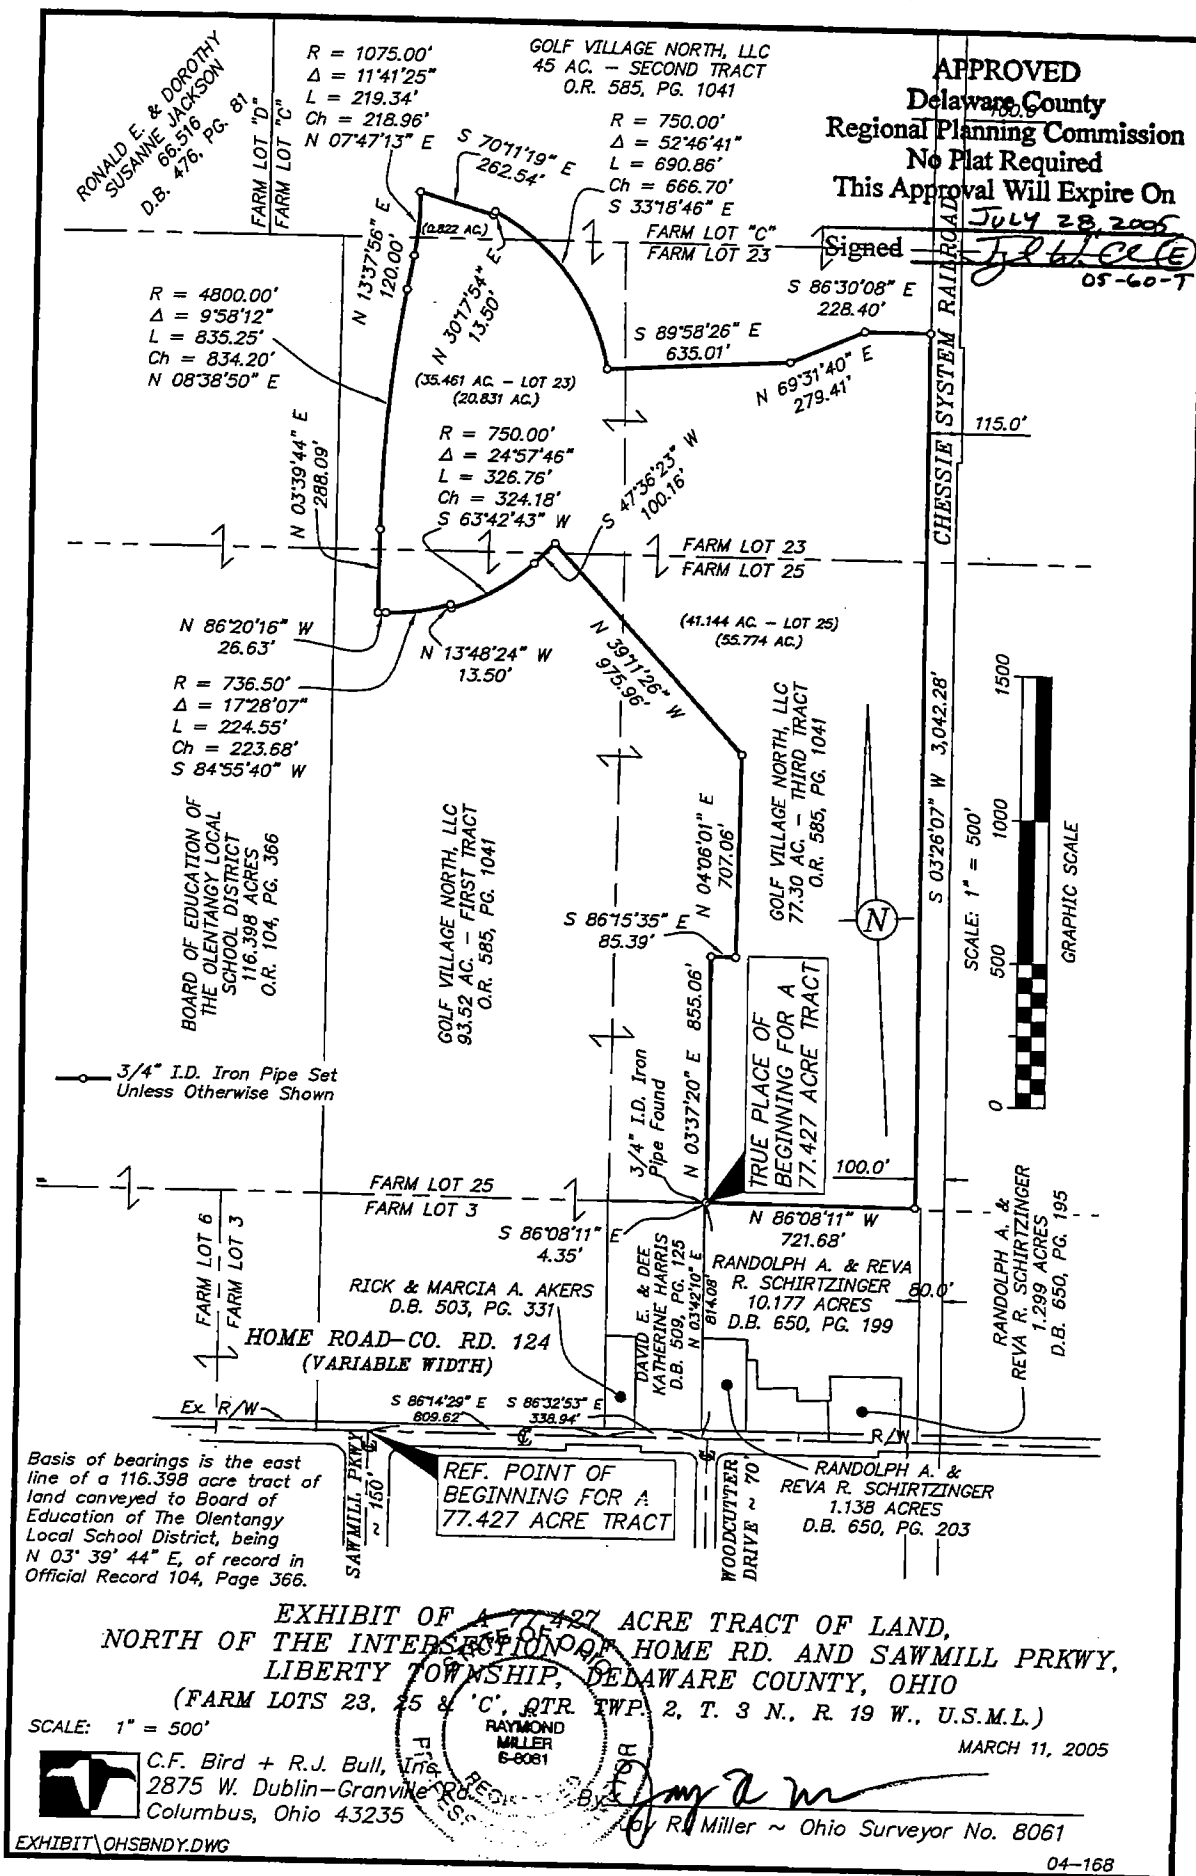 RONALD E. & DOROTHY
SUSANNE JACKSON
66.516
D.B. 476, PG. 81
FARM LOT "D"
FARM LOT "C"
R = 1075.00'
Δ = 11°41'25"
L = 219.34'
Ch = 218.96'
N 07°47'13" E
GOLF VILLAGE NORTH, LLC
45 AC. - SECOND TRACT
O.R. 585, PG. 1041
S 70°11'19" E
262.54'
R = 750.00'
Δ = 52°46'41"
L = 690.86'
Ch = 666.70'
S 33°18'46" E
APPROVED
Delaware County
100.0'
Regional Planning Commission
No Plat Required
This Approval Will Expire On
JULY 28, 2005
Signed
05-60-T
(0.822 AC.)
FARM LOT "C"
FARM LOT 23
N 13°37'56" E
120.00'
N 30°17'54" E
13.50'
S 86°30'08" E
228.40'
R = 4800.00'
Δ = 9°58'12"
L = 835.25'
Ch = 834.20'
N 08°38'50" E
S 89°58'26" E
635.01'
N 69°31'40" E
279.41'
CHESSIE SYSTEM RAILROAD
115.0'
(35.461 AC. - LOT 23)
(20.831 AC.)
N 03°39'44" E
288.09'
R = 750.00'
Δ = 24°57'46"
L = 326.76'
Ch = 324.18'
S 63°42'43" W
S 47°36'23" W
100.16'
FARM LOT 23
FARM LOT 25
(41.144 AC. - LOT 25)
(55.774 AC.)
N 86°20'16" W
26.63'
N 13°48'24" W
13.50'
N 39°11'26" W
975.96'
R = 736.50'
Δ = 17°28'07"
L = 224.55'
Ch = 223.68'
S 84°55'40" W
BOARD OF EDUCATION OF
THE OLENTANGY LOCAL
SCHOOL DISTRICT
116.398 ACRES
O.R. 104, PG. 366
GOLF VILLAGE NORTH, LLC
93.52 AC. - FIRST TRACT
O.R. 585, PG. 1041
N 04°06'01" E
707.06'
GOLF VILLAGE NORTH, LLC
77.30 AC. - THIRD TRACT
O.R. 585, PG. 1041
S 03°26'07" W 3,042.28'
SCALE: 1" = 500'
0
500
1000
1500
GRAPHIC SCALE
N
S 86°15'35" E
85.39'
N 03°37'20" E 855.06'
TRUE PLACE OF
BEGINNING FOR A
77.427 ACRE TRACT
3/4" I.D. Iron Pipe Set
Unless Otherwise Shown
3/4" I.D. Iron
Pipe Found
100.0'
FARM LOT 25
FARM LOT 3
FARM LOT 6
FARM LOT 3
S 86°08'11" E
4.35'
N 86°08'11" W
721.68'
RICK & MARCIA A. AKERS
D.B. 503, PG. 331
DAVID E. & DEE
KATHERINE HARRIS
D.B. 509, PG. 125
N 03°42'10" E
814.08'
RANDOLPH A. & REVA
R. SCHIRTZINGER
10.177 ACRES
D.B. 650, PG. 199
80.0'
RANDOLPH A. &
REVA R. SCHIRTZINGER
1.299 ACRES
D.B. 650, PG. 195
HOME ROAD-CO. RD. 124
(VARIABLE WIDTH)
Ex. R/W
S 86°14'29" E
809.62'
S 86°32'53" E
338.94'
R/W
SAWMILL PKWY
~ 150'
REF. POINT OF
BEGINNING FOR A
77.427 ACRE TRACT
WOODCUTTER
DRIVE ~ 70'
RANDOLPH A. &
REVA R. SCHIRTZINGER
1.138 ACRES
D.B. 650, PG. 203
Basis of bearings is the east
line of a 116.398 acre tract of
land conveyed to Board of
Education of The Olentangy
Local School District, being
N 03° 39' 44" E, of record in
Official Record 104, Page 366.
EXHIBIT OF A 77.427 ACRE TRACT OF LAND,
NORTH OF THE INTERSECTION OF HOME RD. AND SAWMILL PRKWY,
LIBERTY TOWNSHIP, DELAWARE COUNTY, OHIO
(FARM LOTS 23, 25 & 'C', QTR. TWP. 2, T. 3 N., R. 19 W., U.S.M.L.)
SCALE: 1" = 500'
MARCH 11, 2005
STATE OF OHIO
JR.
RAYMOND
MILLER
S-8061
C.F. Bird + R.J. Bull, Inc.
2875 W. Dublin-Granville Rd.
Columbus, Ohio 43235
By
Jay R. Miller ~ Ohio Surveyor No. 8061
EXHIBIT\OHSBNDY.DWG
04-168